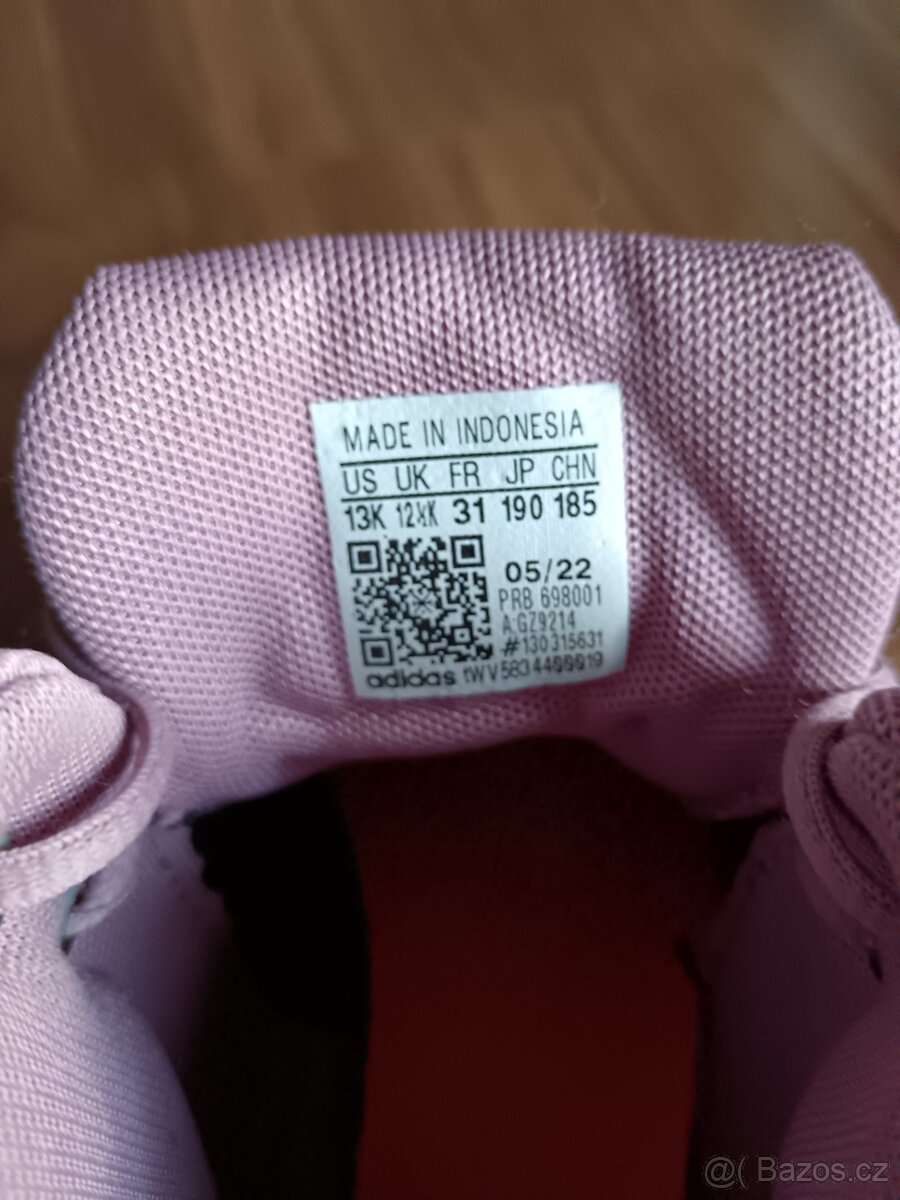 MADE IN INDONESIA
US UK FR JP CHN
13K 12½K 31 190 185
05/22
PRB 698001
A:GZ9214
#130315631
adidas tWV5834400019
@( Bazos.cz